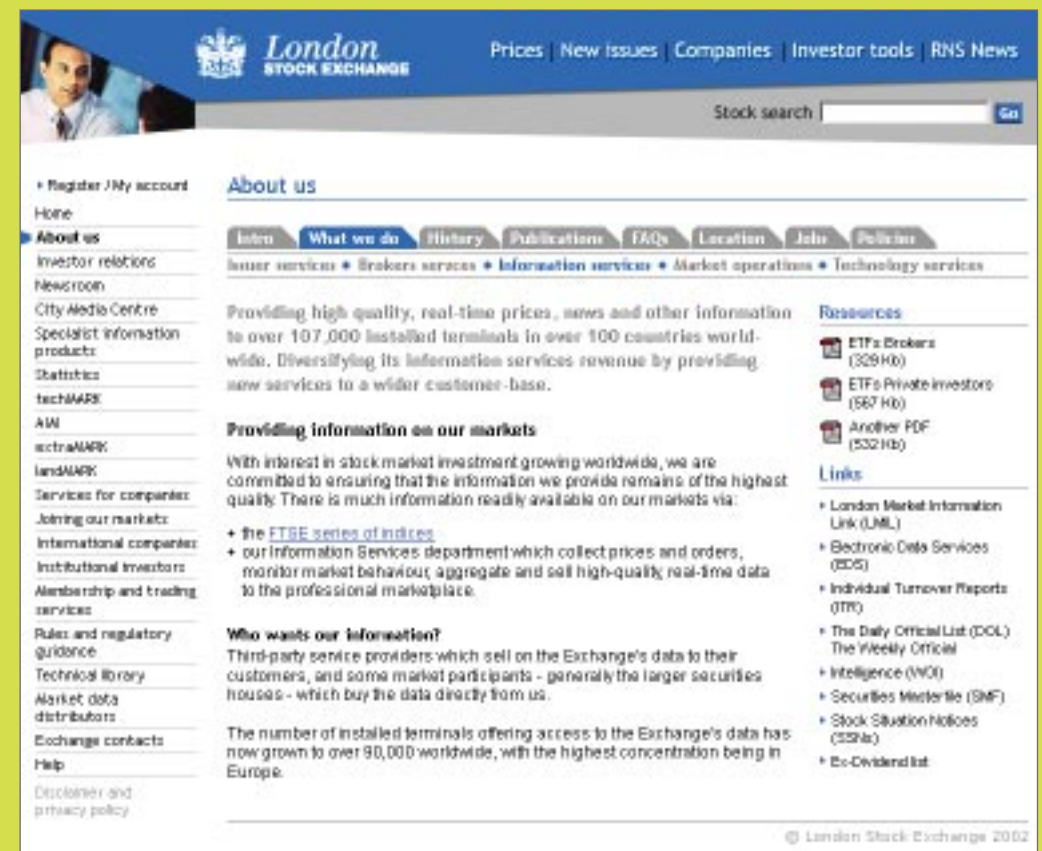 London
STOCK EXCHANGE
Prices | New issues | Companies | Investor tools | RNS News
Stock search
Go
Register / My account
Home
About us
Investor relations
Newsroom
City Media Centre
Specialist information
products
Statistics
techMARK
AIM
extraMARK
landMARK
Services for companies
Joining our markets
International companies
Institutional investors
Membership and trading
services
Rules and regulatory
guidance
Technical library
Market data
distributors
Exchange contacts
Help
Disclaimer and
privacy policy
About us
Intro What we do History Publications FAQs Location Jobs Policies
Issuer services • Brokers services • Information services • Market operations • Technology services
Providing high quality, real-time prices, news and other information
to over 107,000 installed terminals in over 100 countries world-
wide. Diversifying its information services revenue by providing
new services to a wider customer-base.
Providing information on our markets
With interest in stock market investment growing worldwide, we are
committed to ensuring that the information we provide remains of the highest
quality. There is much information readily available on our markets via:
• the FTSE series of indices
• our Information Services department which collect prices and orders,
monitor market behaviour, aggregate and sell high-quality, real-time data
to the professional marketplace.
Who wants our information?
Third-party service providers which sell on the Exchange's data to their
customers, and some market participants - generally the larger securities
houses - which buy the data directly from us.
The number of installed terminals offering access to the Exchange's data has
now grown to over 90,000 worldwide, with the highest concentration being in
Europe.
Resources
ETFs Brokers
(329 Kb)
ETFs Private investors
(567 Kb)
Another PDF
(532 Kb)
Links
London Market Information
Link (LMIL)
Electronic Data Services
(EDS)
Individual Turnover Reports
(ITR)
The Daily Official List (DOL)
The Weekly Official
Intelligence (WOI)
Securities Masterfile (SMF)
Stock Situation Notices
(SSNs)
Ex-Dividend list
© London Stock Exchange 2002